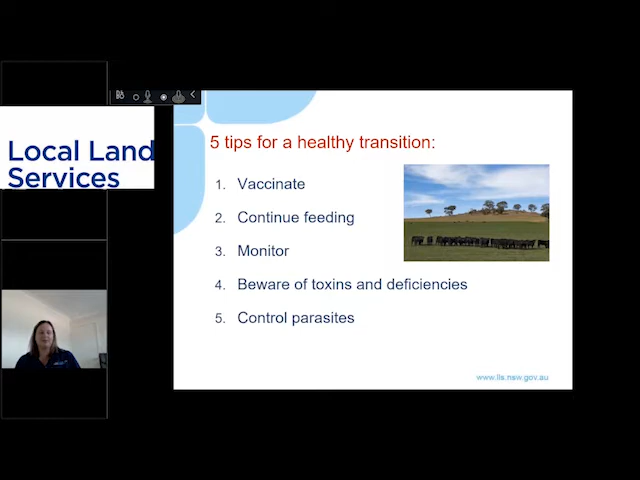 Local Land
Services
5 tips for a healthy transition:
1. Vaccinate
2. Continue feeding
3. Monitor
4. Beware of toxins and deficiencies
5. Control parasites
www.lls.nsw.gov.au